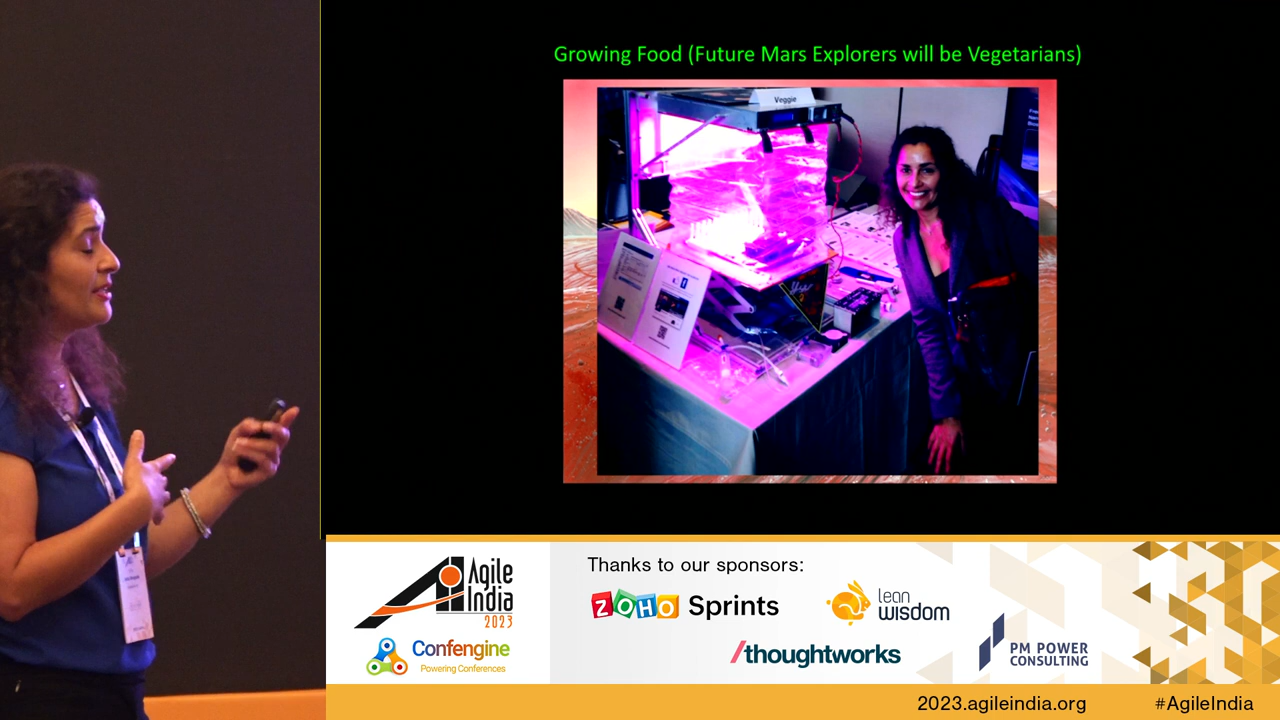 Growing Food (Future Mars Explorers will be Vegetarians)
Veggie
Agile
India
2023
Confengine
Powering Conferences
Thanks to our sponsors:
ZOHO Sprints
lean
wisdom
/thoughtworks
PM POWER
CONSULTING
2023.agileindia.org
#AgileIndia